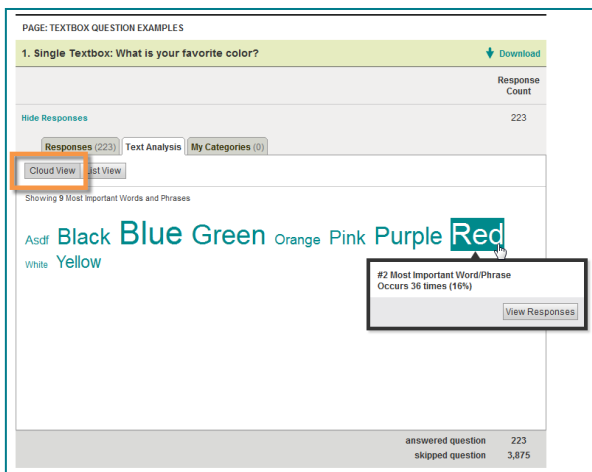 PAGE: TEXTBOX QUESTION EXAMPLES
1. Single Textbox: What is your favorite color? Download
Response
Count
Hide Responses 223
Responses (223) Text Analysis My Categories (0)
Cloud View List View
Showing 9 Most Important Words and Phrases
Asdf Black Blue Green Orange Pink Purple Red
White Yellow
#2 Most Important Word/Phrase
Occurs 36 times (16%)
View Responses
answered question 223
skipped question 3,875